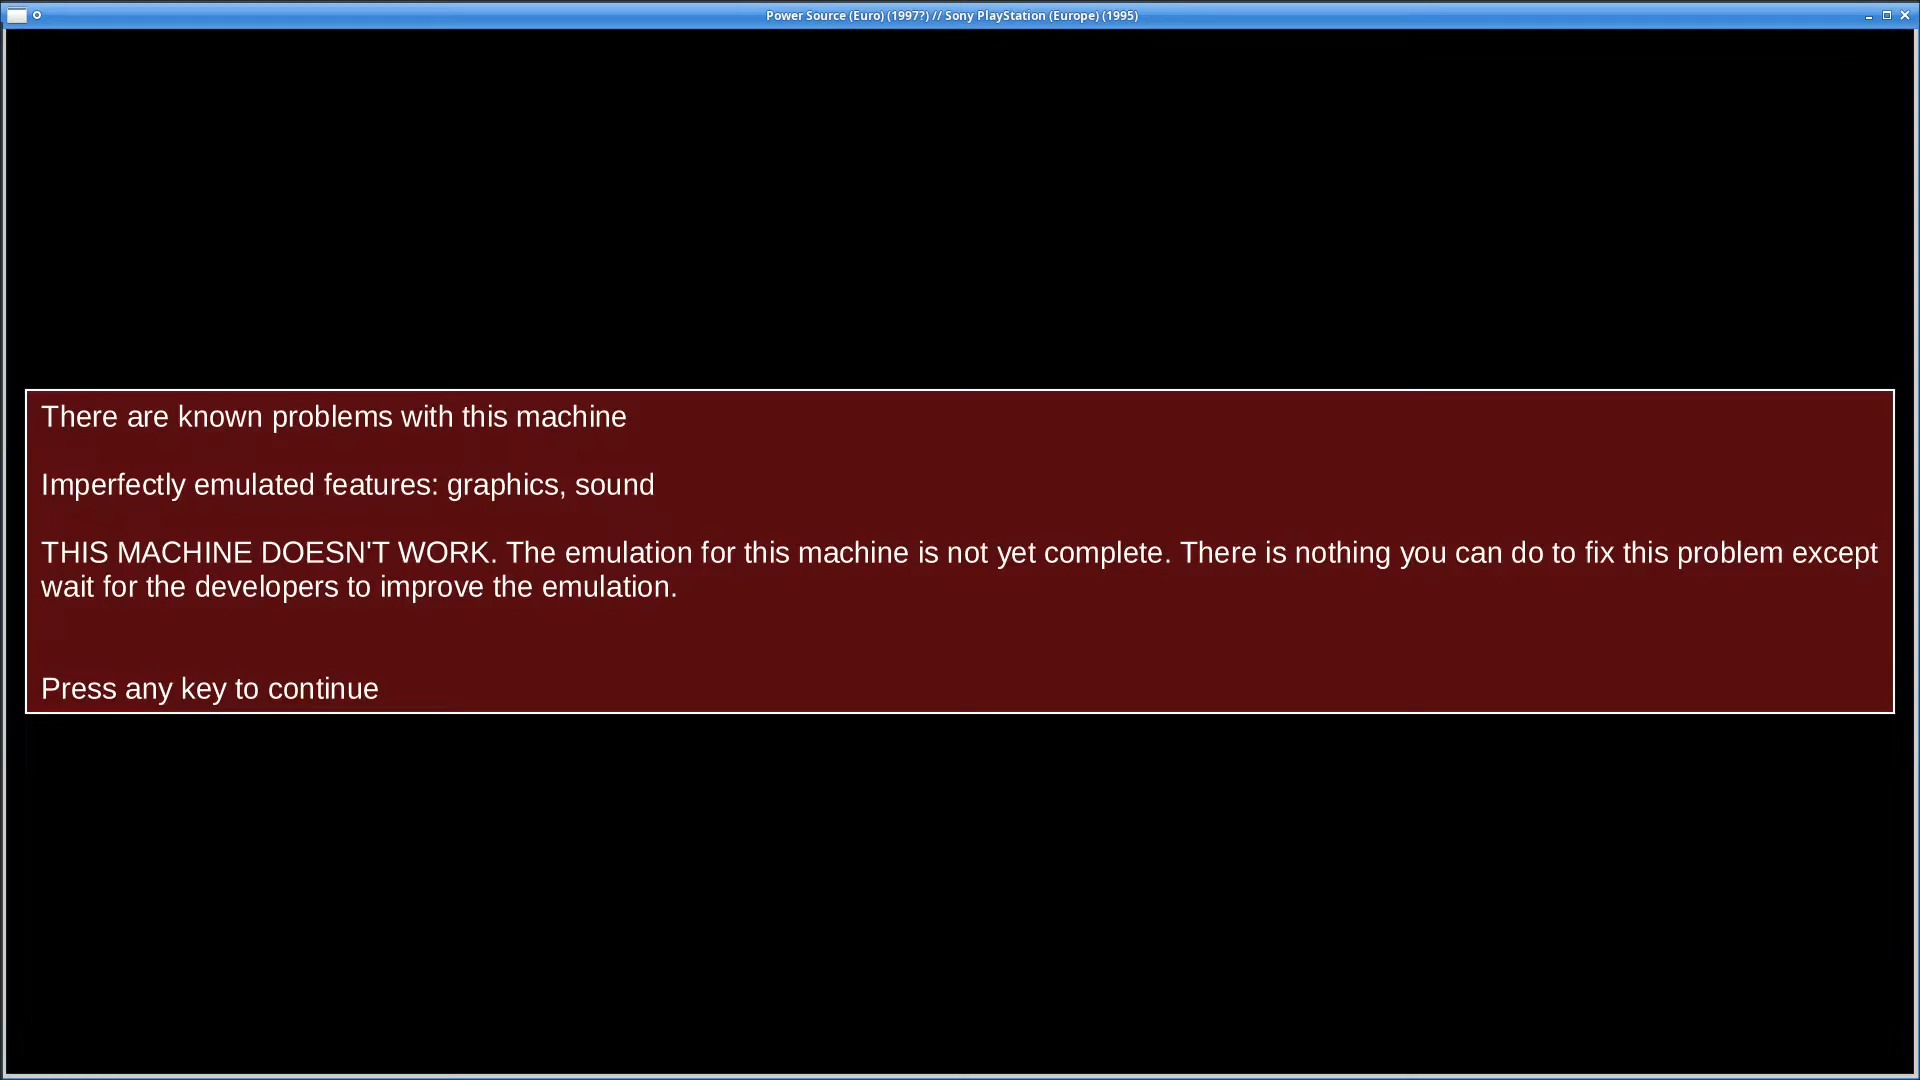 Power Source (Euro) (1997?) // Sony PlayStation (Europe) (1995)
There are known problems with this machine
Imperfectly emulated features: graphics, sound
THIS MACHINE DOESN'T WORK. The emulation for this machine is not yet complete. There is nothing you can do to fix this problem except
wait for the developers to improve the emulation.
Press any key to continue